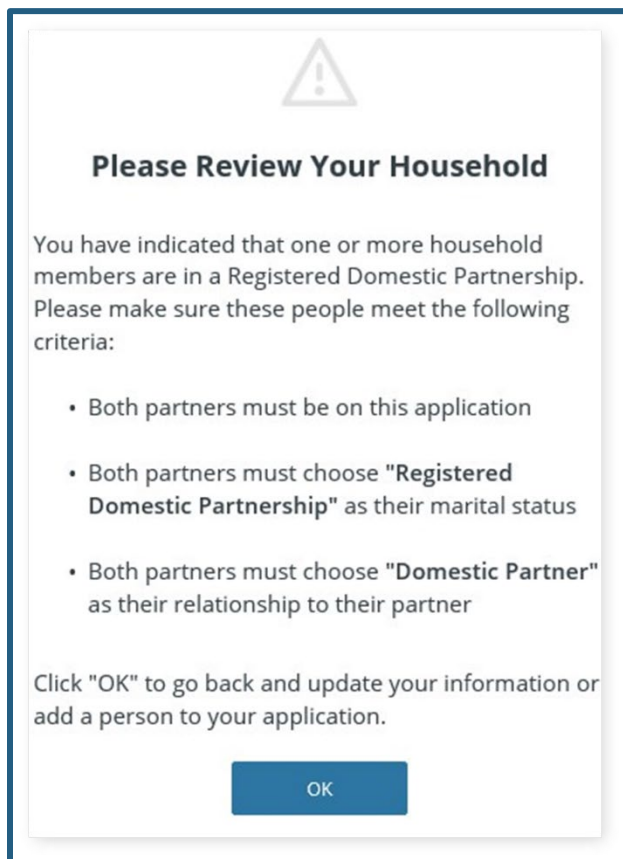 Please Review Your Household
You have indicated that one or more household
members are in a Registered Domestic Partnership.
Please make sure these people meet the following
criteria:
• Both partners must be on this application
• Both partners must choose "Registered
Domestic Partnership" as their marital status
• Both partners must choose "Domestic Partner"
as their relationship to their partner
Click "OK" to go back and update your information or
add a person to your application.
OK